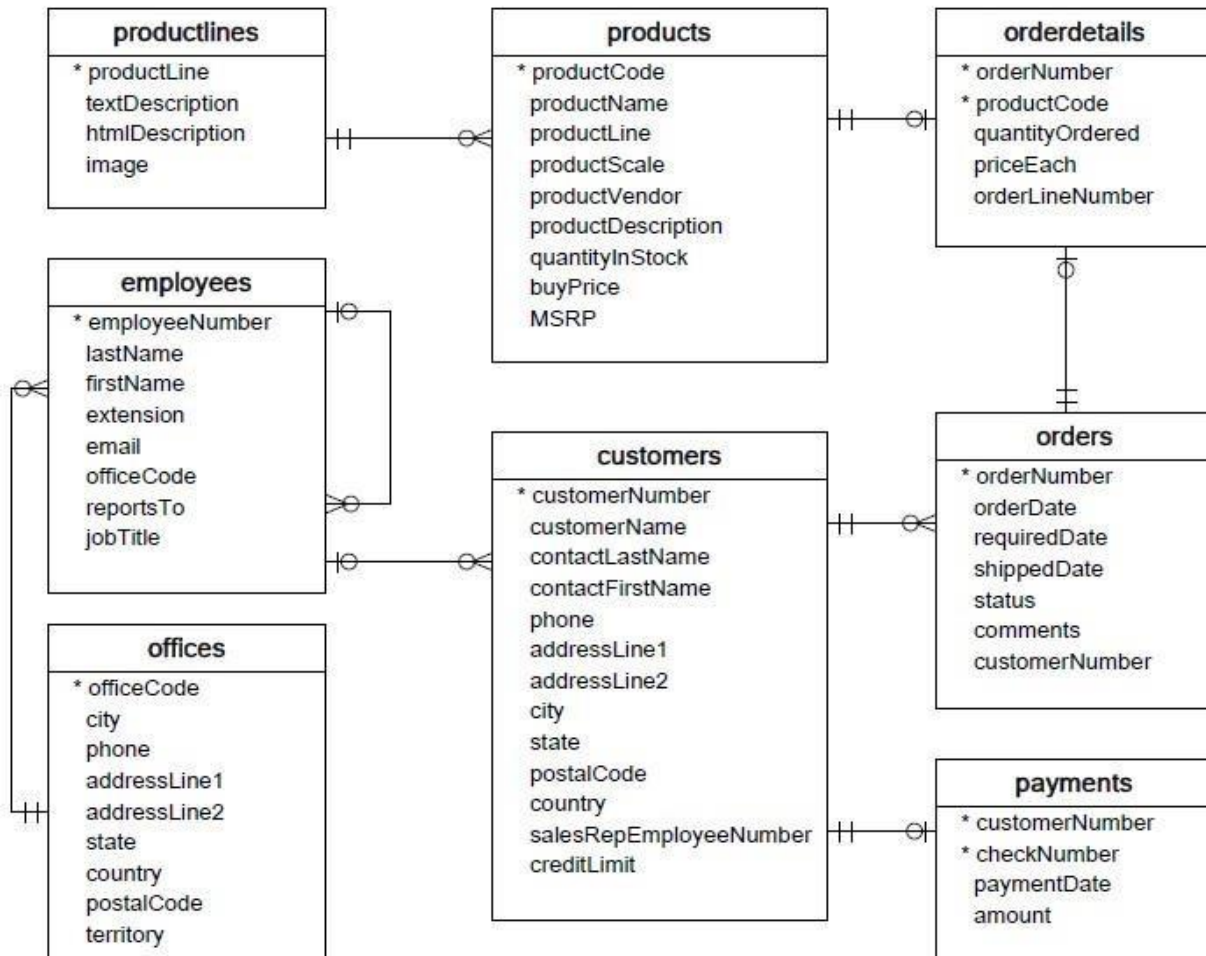 productlines
* productLine
textDescription
htmlDescription
image
products
* productCode
productName
productLine
productScale
productVendor
productDescription
quantityInStock
buyPrice
MSRP
orderdetails
* orderNumber
* productCode
quantityOrdered
priceEach
orderLineNumber
employees
* employeeNumber
lastName
firstName
extension
email
officeCode
reportsTo
jobTitle
customers
* customerNumber
customerName
contactLastName
contactFirstName
phone
addressLine1
addressLine2
city
state
postalCode
country
salesRepEmployeeNumber
creditLimit
orders
* orderNumber
orderDate
requiredDate
shippedDate
status
comments
customerNumber
offices
* officeCode
city
phone
addressLine1
addressLine2
state
country
postalCode
territory
payments
* customerNumber
* checkNumber
paymentDate
amount